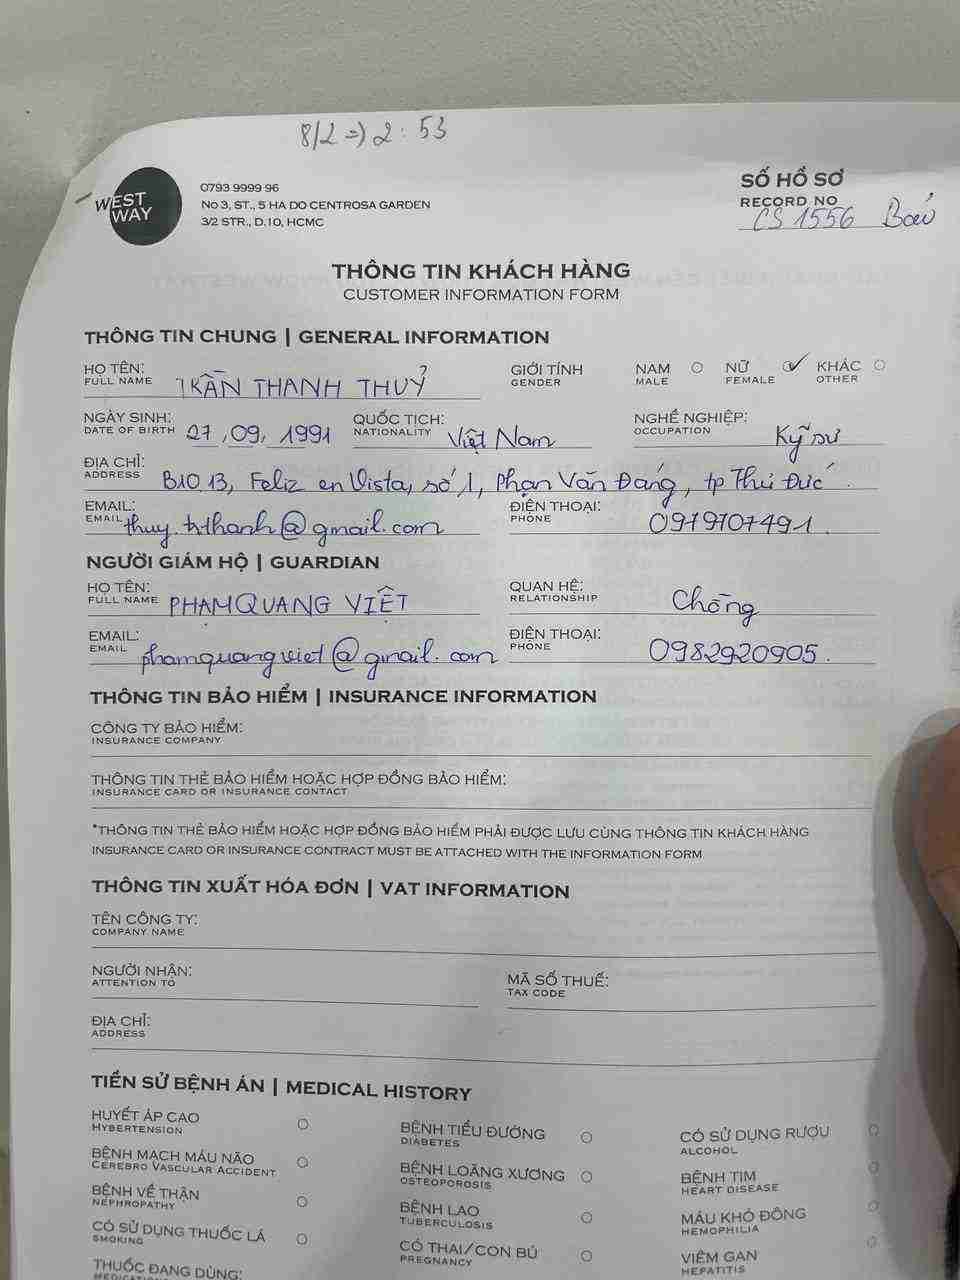 8/2 => 2 : 53
WEST WAY
0793 9999 96
No 3, ST., 5 HA DO CENTROSA GARDEN
3/2 STR., D.10, HCMC
SỐ HỒ SƠ
RECORD NO CS 1556
THÔNG TIN KHÁCH HÀNG
CUSTOMER INFORMATION FORM
THÔNG TIN CHUNG | GENERAL INFORMATION
HỌ TÊN:
FULL NAME TRẦN THANH THUỶ
GIỚI TÍNH
GENDER
NAM
MALE
NỮ
FEMALE
KHÁC
OTHER
NGÀY SINH:
DATE OF BIRTH 27, 09, 1991
QUỐC TỊCH:
NATIONALITY Việt Nam
NGHỀ NGHIỆP:
OCCUPATION Kỹ sư
ĐỊA CHỈ:
ADDRESS B10.13, Feliz en Vista, số 1, Phan Văn Đáng, tp Thủ Đức.
EMAIL:
EMAIL thuy.tr.thanh@gmail.com
ĐIỆN THOẠI:
PHONE 0979107491.
NGƯỜI GIÁM HỘ | GUARDIAN
HỌ TÊN:
FULL NAME PHẠM QUANG VIỆT
QUAN HỆ:
RELATIONSHIP Chồng
EMAIL:
EMAIL phamquangviet@gmail.com
ĐIỆN THOẠI:
PHONE 0982920905.
THÔNG TIN BẢO HIỂM | INSURANCE INFORMATION
CÔNG TY BẢO HIỂM:
INSURANCE COMPANY
THÔNG TIN THẺ BẢO HIỂM HOẶC HỢP ĐỒNG BẢO HIỂM:
INSURANCE CARD OR INSURANCE CONTACT
*THÔNG TIN THẺ BẢO HIỂM HOẶC HỢP ĐỒNG BẢO HIỂM PHẢI ĐƯỢC LƯU CÙNG THÔNG TIN KHÁCH HÀNG
INSURANCE CARD OR INSURANCE CONTRACT MUST BE ATTACHED WITH THE INFORMATION FORM
THÔNG TIN XUẤT HÓA ĐƠN | VAT INFORMATION
TÊN CÔNG TY:
COMPANY NAME
NGƯỜI NHẬN:
ATTENTION TO
MÃ SỐ THUẾ:
TAX CODE
ĐỊA CHỈ:
ADDRESS
TIỀN SỬ BỆNH ÁN | MEDICAL HISTORY
HUYẾT ÁP CAO
HYBERTENSION
BỆNH TIỂU ĐƯỜNG
DIABETES
CÓ SỬ DỤNG RƯỢU
ALCOHOL
BỆNH MẠCH MÁU NÃO
CEREBRO VASCULAR ACCIDENT
BỆNH LOÃNG XƯƠNG
OSTEOPOROSIS
BỆNH TIM
HEART DISEASE
BỆNH VỀ THẬN
NEPHROPATHY
BỆNH LAO
TUBERCULOSIS
MÁU KHÓ ĐÔNG
HEMOPHILIA
CÓ SỬ DỤNG THUỐC LÁ
SMOKING
CÓ THAI/CON BÚ
PREGNANCY
VIÊM GAN
HEPATITIS
THUỐC ĐANG DÙNG: